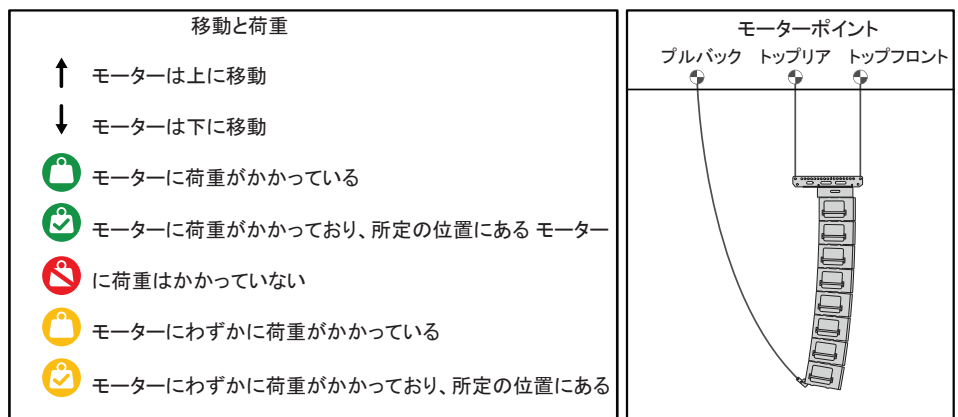 移動と荷重
モーターは上に移動
モーターは下に移動
モーターに荷重がかかっている
モーターに荷重がかかっており、所定の位置にある モーター
に荷重はかかっていない
モーターにわずかに荷重がかかっている
モーターにわずかに荷重がかかっており、所定の位置にある
モーターポイント
プルバック トップリア トップフロント